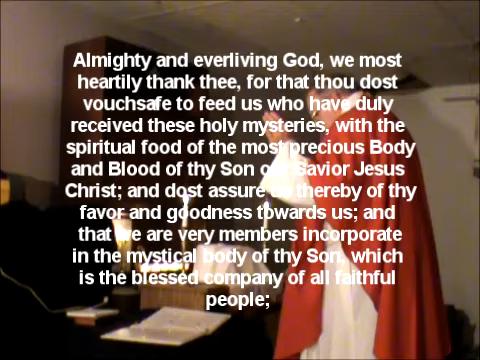 Almighty and everliving God, we most
heartily thank thee, for that thou dost
vouchsafe to feed us who have duly
received these holy mysteries, with the
spiritual food of the most precious Body
and Blood of thy Son our Savior Jesus
Christ; and dost assure us thereby of thy
favor and goodness towards us; and
that we are very members incorporate
in the mystical body of thy Son, which
is the blessed company of all faithful
people;